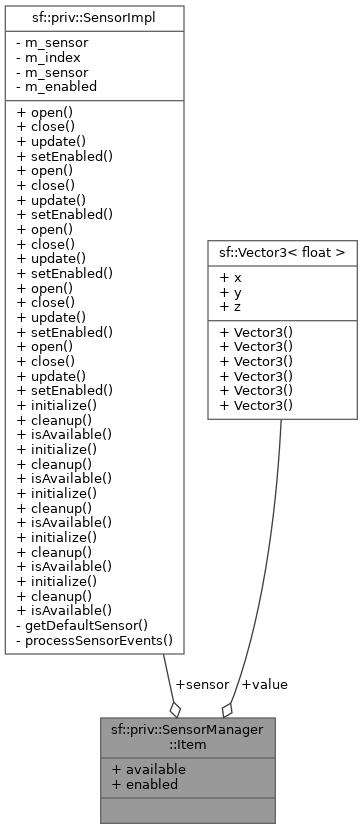 sf::priv::SensorImpl
- m_sensor
- m_index
- m_sensor
- m_enabled
+ open()
+ close()
+ update()
+ setEnabled()
+ open()
+ close()
+ update()
+ setEnabled()
+ open()
+ close()
+ update()
+ setEnabled()
+ open()
+ close()
+ update()
+ setEnabled()
+ open()
+ close()
+ update()
+ setEnabled()
+ initialize()
+ cleanup()
+ isAvailable()
+ initialize()
+ cleanup()
+ isAvailable()
+ initialize()
+ cleanup()
+ isAvailable()
+ initialize()
+ cleanup()
+ isAvailable()
+ initialize()
+ cleanup()
+ isAvailable()
- getDefaultSensor()
- processSensorEvents()
sf::Vector3< float >
+ x
+ y
+ z
+ Vector3()
+ Vector3()
+ Vector3()
+ Vector3()
+ Vector3()
+ Vector3()
+sensor
+value
sf::priv::SensorManager
::Item
+ available
+ enabled